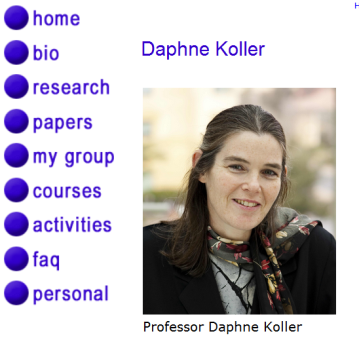 home
bio
research
papers
my group
courses
activities
faq
personal
Daphne Koller
Professor Daphne Koller